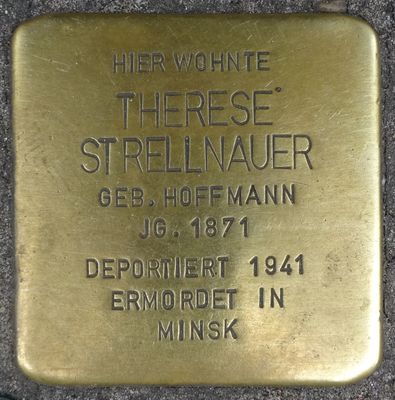 HIER WOHNTE
THERESE
STRELLNAUER
GEB. HOFFMANN
JG. 1871
DEPORTIERT 1941
ERMORDET IN
MINSK